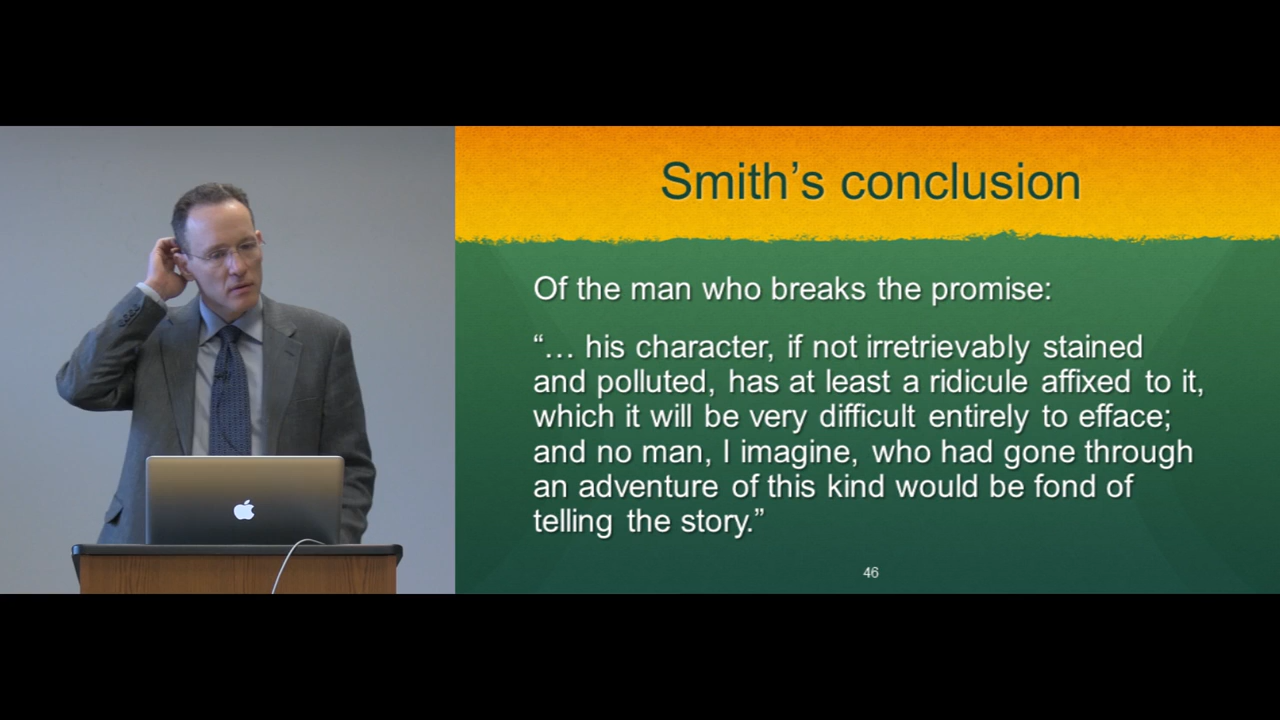 Smith’s conclusion
Of the man who breaks the promise:
“… his character, if not irretrievably stained
and polluted, has at least a ridicule affixed to it,
which it will be very difficult entirely to efface;
and no man, I imagine, who had gone through
an adventure of this kind would be fond of
telling the story.”
46